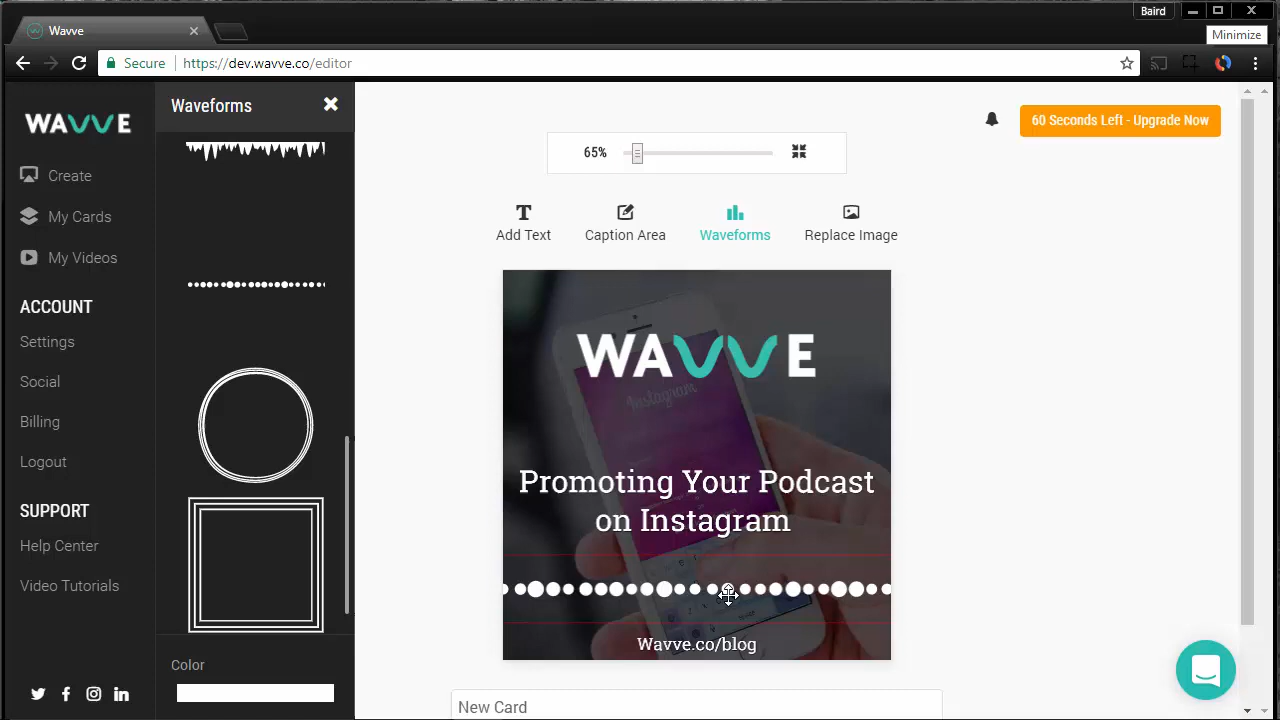 Baird
Wavve
Minimize
Secure
https://dev.wavve.co/editor
WAVVE
Waveforms
Create
My Cards
My Videos
ACCOUNT
Settings
Social
Billing
Logout
SUPPORT
Help Center
Video Tutorials
Color
60 Seconds Left - Upgrade Now
65%
Add Text
Caption Area
Waveforms
Replace Image
WAVVE
Instagram
Promoting Your Podcast
on Instagram
Wavve.co/blog
New Card